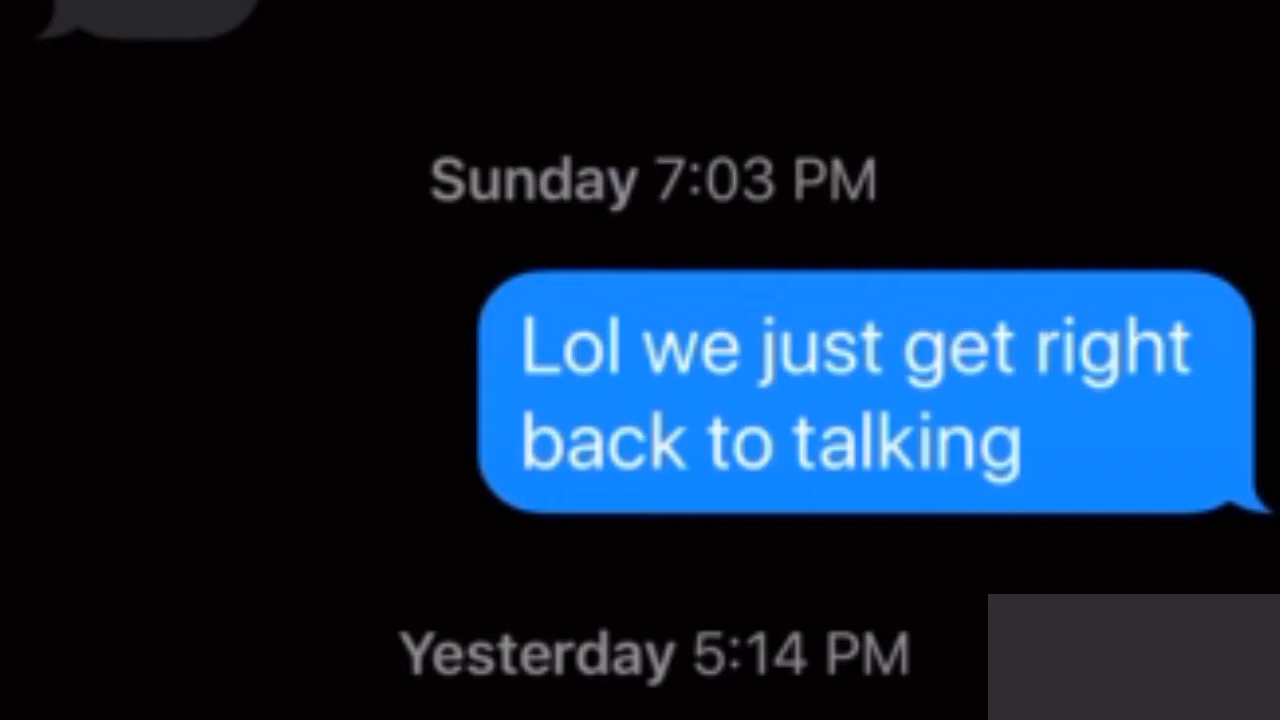 Sunday 7:03 PM
Lol we just get right
back to talking
Yesterday 5:14 PM